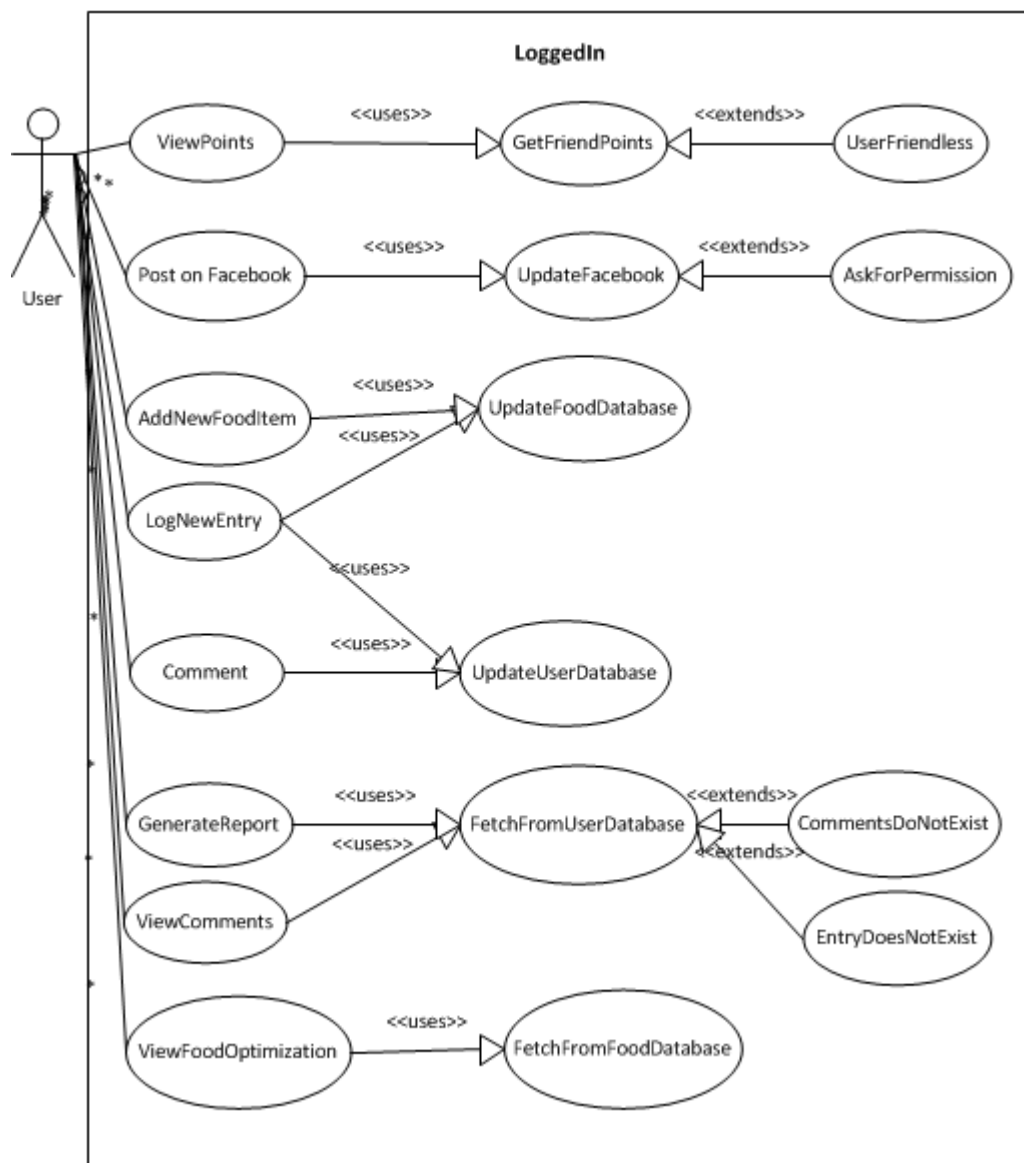 LoggedIn
<<uses>>
<<extends>>
ViewPoints
GetFriendPoints
UserFriendless
* *
*
User
<<uses>>
<<extends>>
Post on Facebook
UpdateFacebook
AskForPermission
<<uses>>
AddNewFoodItem
UpdateFoodDatabase
<<uses>>
*
LogNewEntry
<<uses>>
*
<<uses>>
Comment
UpdateUserDatabase
*
<<uses>>
<<extends>>
GenerateReport
FetchFromUserDatabase
CommentsDoNotExist
<<uses>>
<<extends>>
*
ViewComments
EntryDoesNotExist
*
<<uses>>
ViewFoodOptimization
FetchFromFoodDatabase